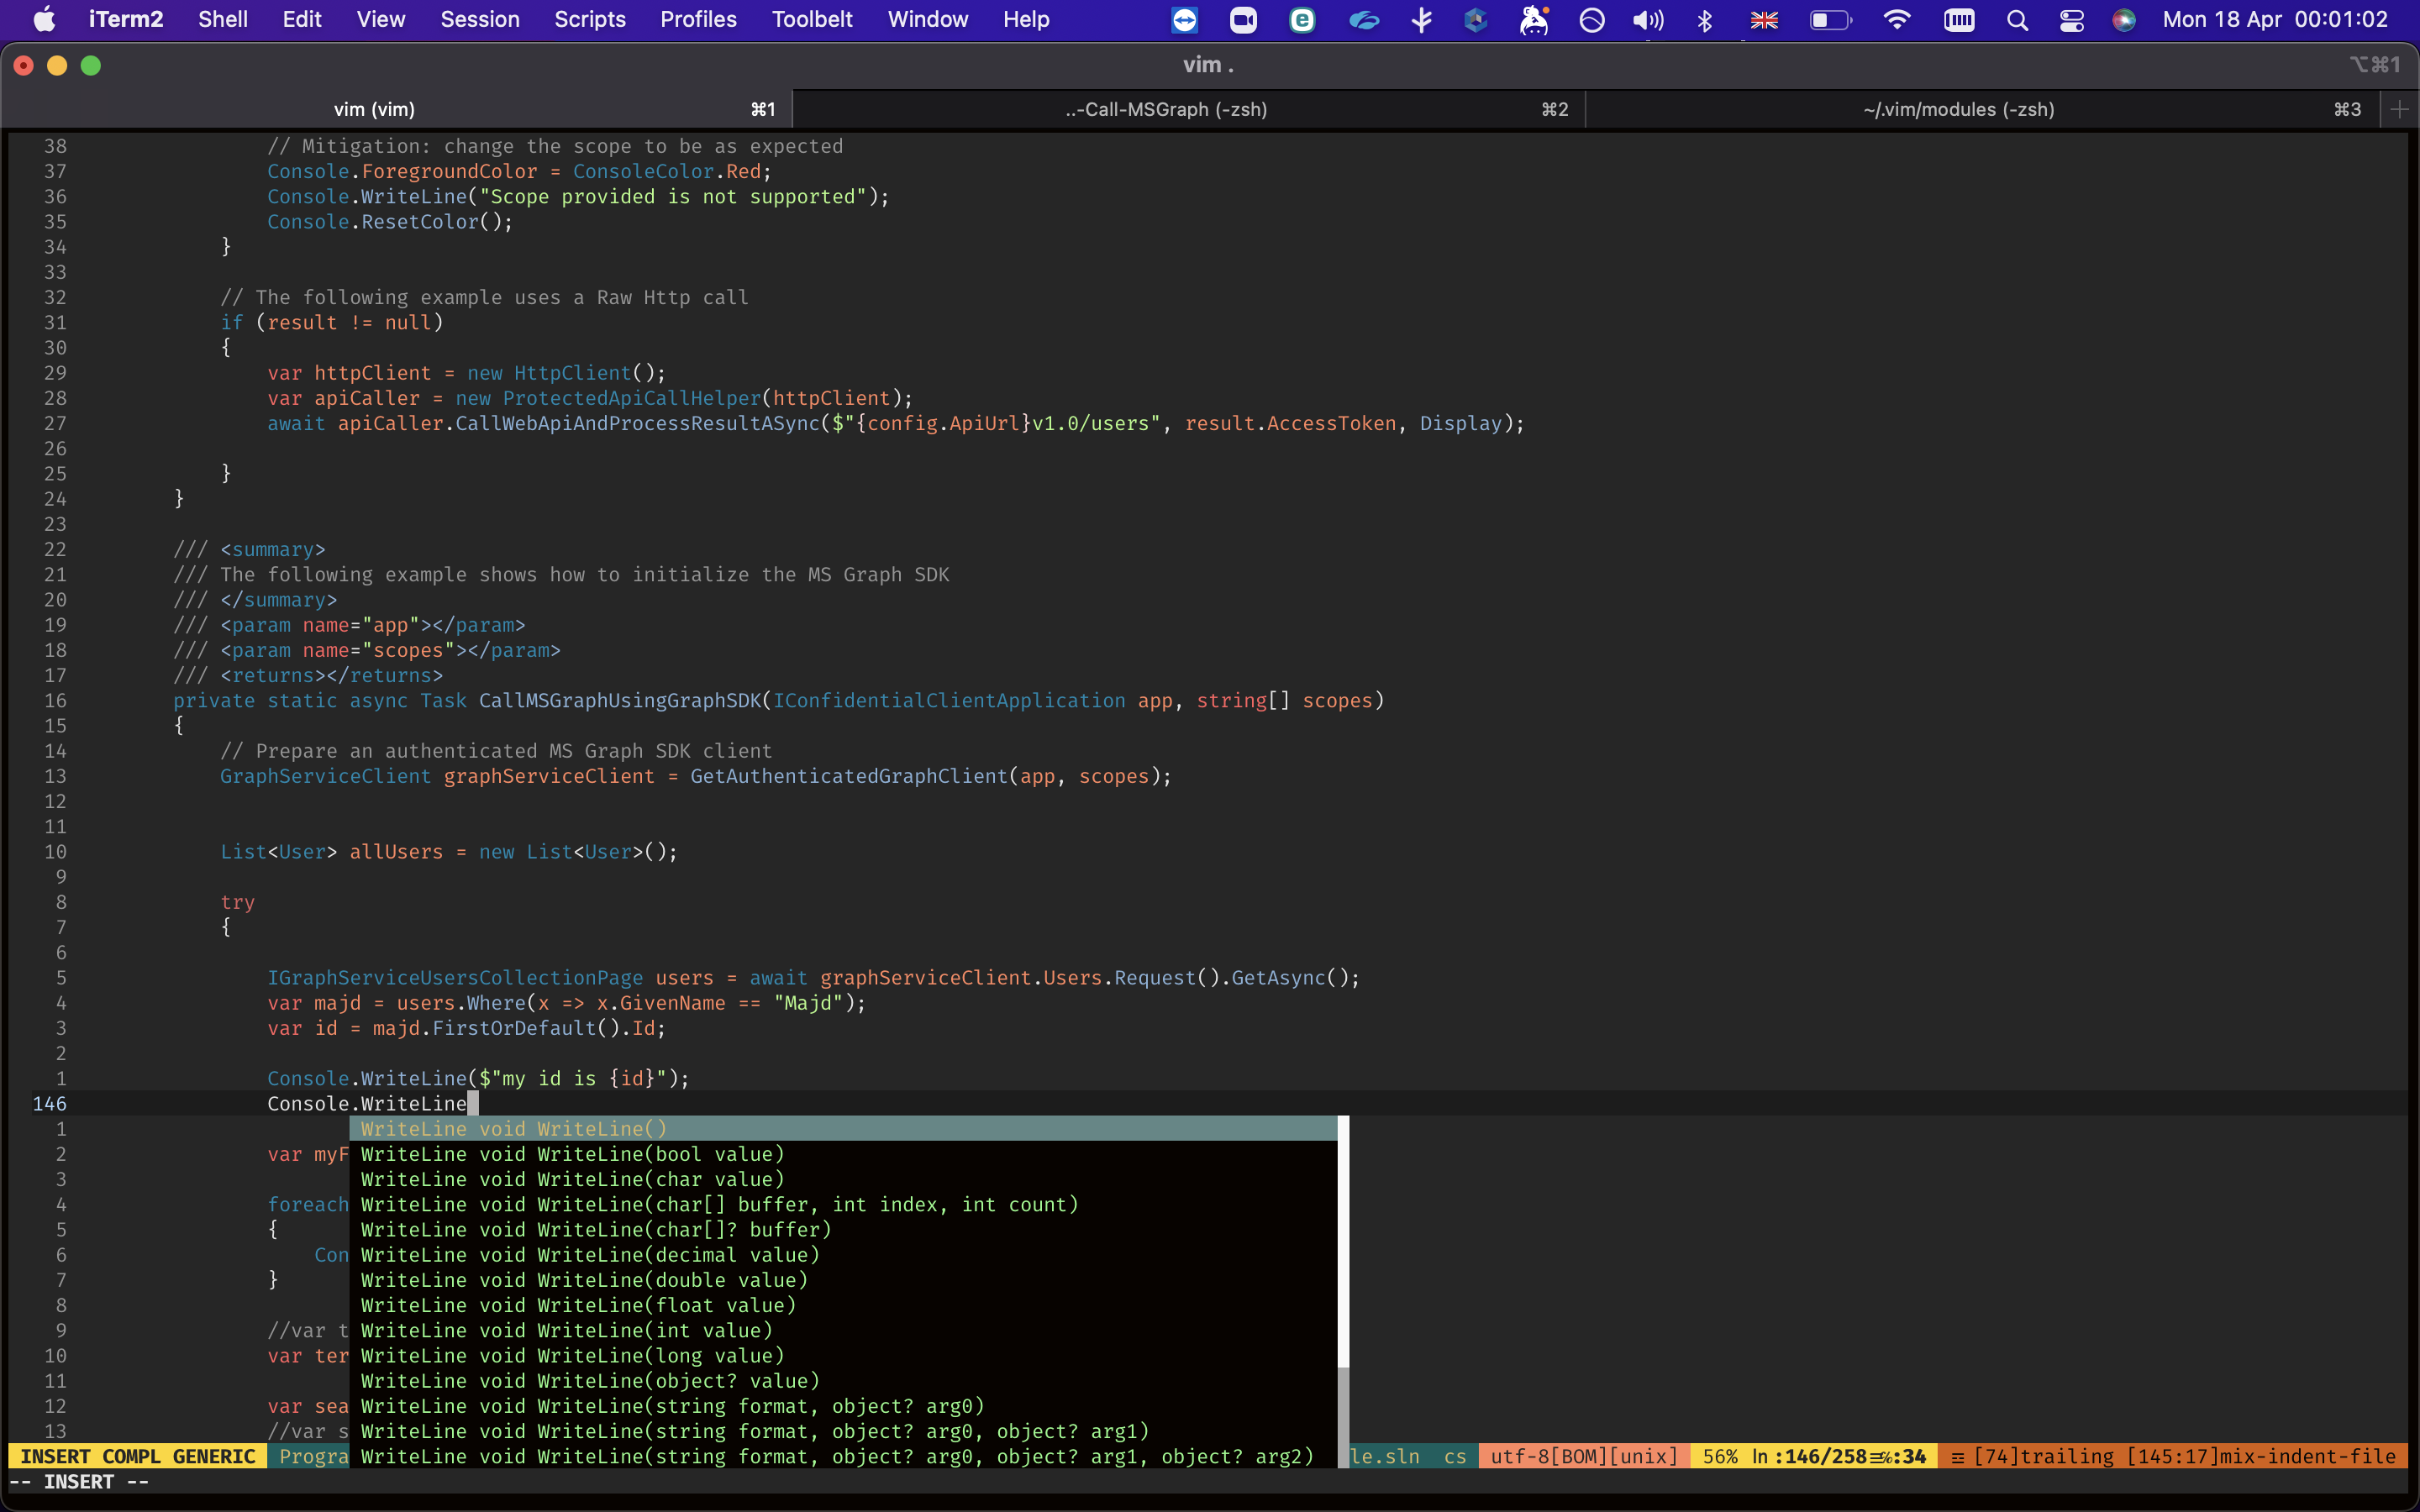 iTerm2 Shell Edit View Session Scripts Profiles Toolbelt Window Help Mon 18 Apr 00:01:02
vim . ⌥⌘1
vim (vim) ⌘1 ..-Call-MSGraph (-zsh) ⌘2 ~/.vim/modules (-zsh) ⌘3
38 // Mitigation: change the scope to be as expected
37 Console.ForegroundColor = ConsoleColor.Red;
36 Console.WriteLine("Scope provided is not supported");
35 Console.ResetColor();
34 }
33
32 // The following example uses a Raw Http call
31 if (result != null)
30 {
29 var httpClient = new HttpClient();
28 var apiCaller = new ProtectedApiCallHelper(httpClient);
27 await apiCaller.CallWebApiAndProcessResultASync($"{config.ApiUrl}v1.0/users", result.AccessToken, Display);
26
25 }
24 }
23
22 /// <summary>
21 /// The following example shows how to initialize the MS Graph SDK
20 /// </summary>
19 /// <param name="app"></param>
18 /// <param name="scopes"></param>
17 /// <returns></returns>
16 private static async Task CallMSGraphUsingGraphSDK(IConfidentialClientApplication app, string[] scopes)
15 {
14 // Prepare an authenticated MS Graph SDK client
13 GraphServiceClient graphServiceClient = GetAuthenticatedGraphClient(app, scopes);
12
11
10 List<User> allUsers = new List<User>();
9
8 try
7 {
6
5 IGraphServiceUsersCollectionPage users = await graphServiceClient.Users.Request().GetAsync();
4 var majd = users.Where(x => x.GivenName == "Majd");
3 var id = majd.FirstOrDefault().Id;
2
1 Console.WriteLine($"my id is {id}");
146 Console.WriteLine
1 WriteLine void WriteLine()
2 var myF WriteLine void WriteLine(bool value)
3 WriteLine void WriteLine(char value)
4 foreach WriteLine void WriteLine(char[] buffer, int index, int count)
5 { WriteLine void WriteLine(char[]? buffer)
6 Con WriteLine void WriteLine(decimal value)
7 } WriteLine void WriteLine(double value)
8 WriteLine void WriteLine(float value)
9 //var t WriteLine void WriteLine(int value)
10 var ter WriteLine void WriteLine(long value)
11 WriteLine void WriteLine(object? value)
12 var sea WriteLine void WriteLine(string format, object? arg0)
13 //var s WriteLine void WriteLine(string format, object? arg0, object? arg1)
INSERT COMPL GENERIC Progra WriteLine void WriteLine(string format, object? arg0, object? arg1, object? arg2) le.sln cs utf-8[BOM][unix] 56% ln :146/258≡℅:34 ☲ [74]trailing [145:17]mix-indent-file
-- INSERT --